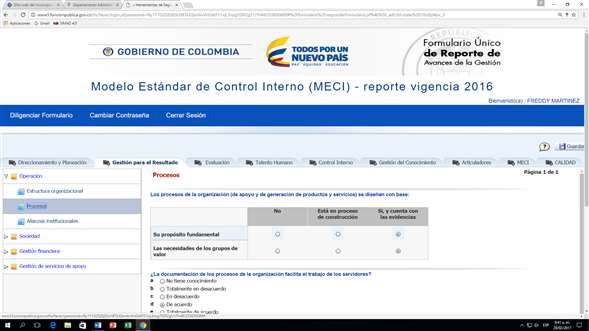 Aplicaciones Gmail
GOBIERNO DE COLOMBIA
TODOS POR UN
NUEVO PAÍS
PAZ EQUIDAD EDUCACIÓN
Formulario Único
de Reporte de
Avances de la Gestión
Modelo Estándar de Control Interno (MECI) - reporte vigencia 2016
Bienvenido(a) : FREDDY MARTINEZ
Diligenciar Formulario Cambiar Contraseña Cerrar Sesión
Guardar
Direccionamiento y Planeación Gestión para el Resultado Evaluación Talento Humano Control Interno Gestión del Conocimiento Articuladores MECI CALIDAD
Página 1 de 1
Operación
Estructura organizacional
Procesos
Alianzas institucionales
Sociedad
Gestión financiera
Gestión de servicios de apoyo
Procesos
Los procesos de la organización (de apoyo y de generación de productos y servicios) se diseñan con base:
No Está en proceso de construcción Si, y cuenta con las evidencias
Su propósito fundamental
Las necesidades de los grupos de valor
¿La documentación de los procesos de la organización facilita el trabajo de los servidores?
a No tiene conocimiento
b Totalmente en desacuerdo
c En desacuerdo
d De acuerdo
e Totalmente de acuerdo
ESP